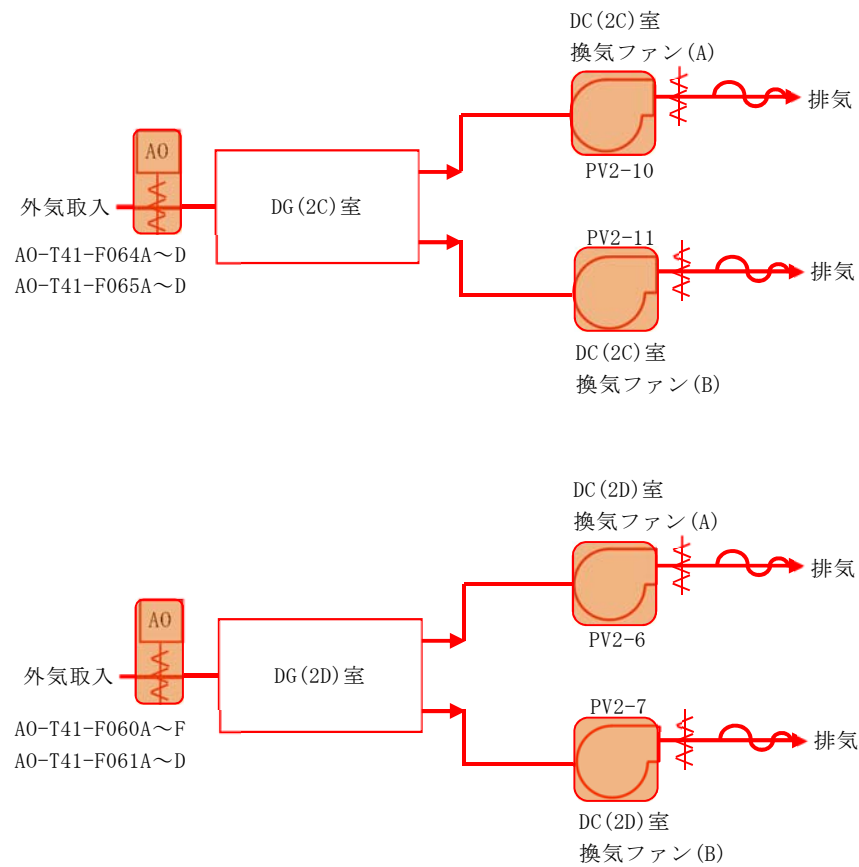 DC(2C)室
換気ファン(A)
排気
PV2-10
AO
外気取入
DG(2C)室
AO-T41-F064A～D
AO-T41-F065A～D
PV2-11
排気
DC(2C)室
換気ファン(B)
DC(2D)室
換気ファン(A)
排気
PV2-6
AO
外気取入
DG(2D)室
AO-T41-F060A～F
AO-T41-F061A～D
PV2-7
排気
DC(2D)室
換気ファン(B)